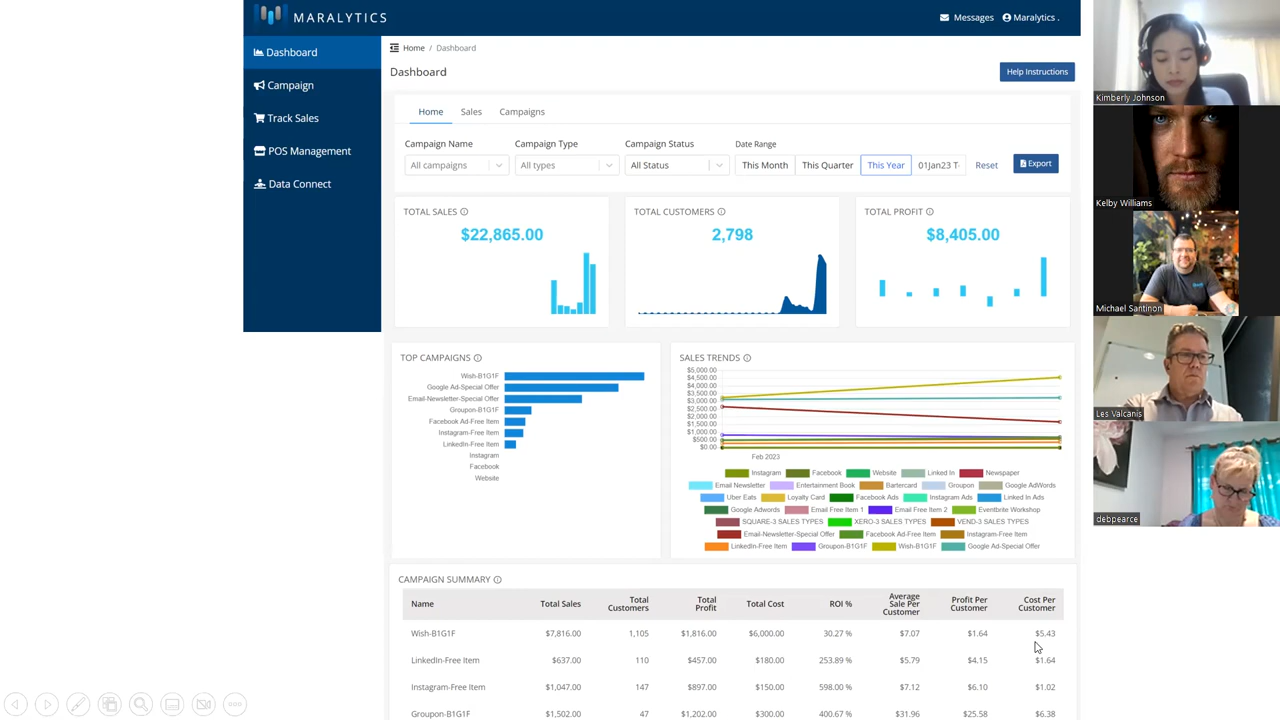 MARALYTICS
Messages
Maralytics .
Dashboard
Campaign
Track Sales
POS Management
Data Connect
Home / Dashboard
Dashboard
Help Instructions
Home Sales Campaigns
Campaign Name Campaign Type Campaign Status Date Range
All campaigns All types All Status This Month This Quarter This Year 01Jan23 T- Reset Export
TOTAL SALES
$22,865.00
TOTAL CUSTOMERS
2,798
TOTAL PROFIT
$8,405.00
TOP CAMPAIGNS
Wish-B1G1F
Google Ad-Special Offer
Email-Newsletter-Special Offer
Groupon-B1G1F
Facebook Ad-Free Item
Instagram-Free Item
LinkedIn-Free Item
Instagram
Facebook
Website
SALES TRENDS
$5,000.00
$4,500.00
$4,000.00
$3,500.00
$3,000.00
$2,500.00
$2,000.00
$1,500.00
$1,000.00
$500.00
$0.00
Feb 2023
Instagram Facebook Website Linked In Newspaper
Email Newsletter Entertainment Book Bartercard Groupon Google AdWords
Uber Eats Loyalty Card Facebook Ads Instagram Ads Linked In Ads
Google Adwords Email Free Item 1 Email Free Item 2 Eventbrite Workshop
SQUARE-3 SALES TYPES XERO-3 SALES TYPES VEND-3 SALES TYPES
Email-Newsletter-Special Offer Facebook Ad-Free Item Instagram-Free Item
LinkedIn-Free Item Groupon-B1G1F Wish-B1G1F Google Ad-Special Offer
CAMPAIGN SUMMARY
Name Total Sales Total Customers Total Profit Total Cost ROI % Average Sale Per Customer Profit Per Customer Cost Per Customer
Wish-B1G1F $7,816.00 1,105 $1,816.00 $6,000.00 30.27 % $7.07 $1.64 $5.43
LinkedIn-Free Item $637.00 110 $457.00 $180.00 253.89 % $5.79 $4.15 $1.64
Instagram-Free Item $1,047.00 147 $897.00 $150.00 598.00 % $7.12 $6.10 $1.02
Groupon-B1G1F $1,502.00 47 $1,202.00 $300.00 400.67 % $31.96 $25.58 $6.38
Kimberly Johnson
Kelby Williams
Michael Santinon
Les Valcanis
debpearce